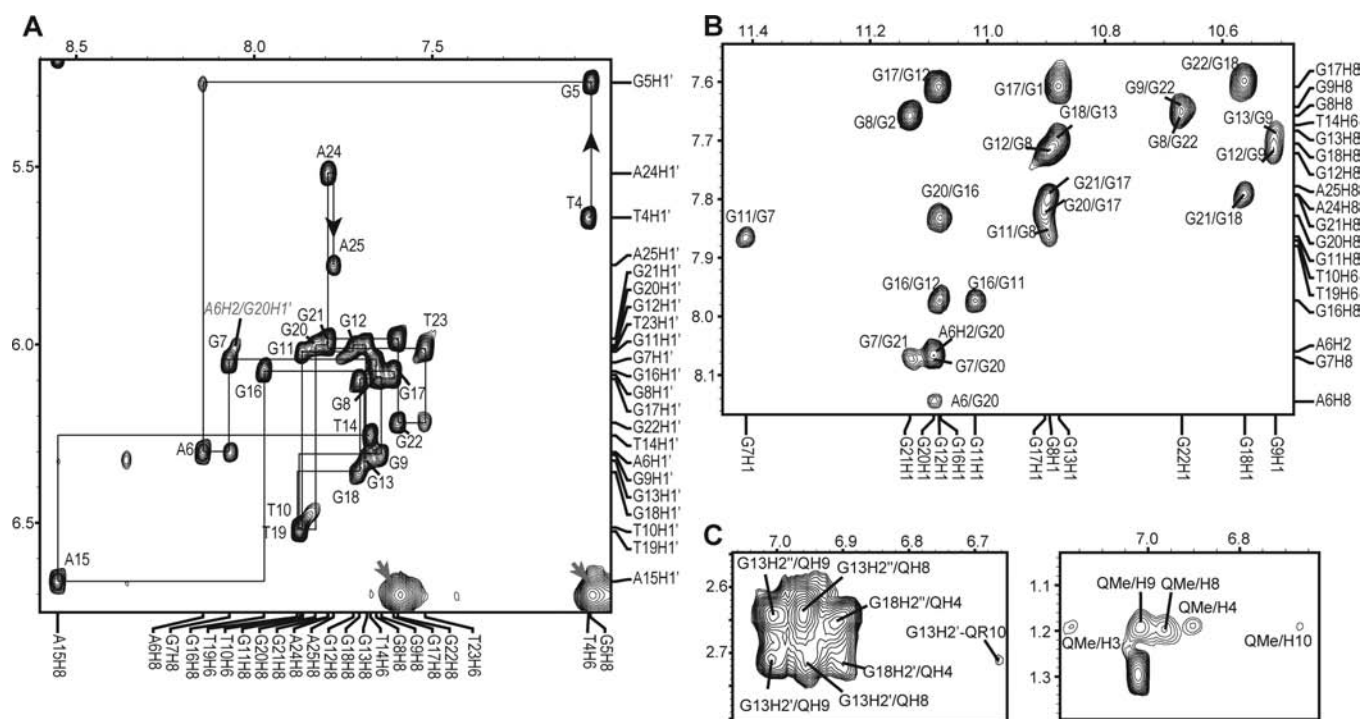 A
8.5
8.0
7.5
5.5
6.0
6.5
G5
A24
T4
A25
A6H2/G20H1'
G21
G20
G12
T23
G7
G11
G16
G8
G17
T14
G22
A6
G9
G18
G13
T10
T19
A15
G5H1'
A24H1'
T4H1'
A25H1'
G21H1'
G20H1'
G12H1'
T23H1'
G11H1'
G7H1'
G16H1'
G8H1'
G17H1'
G22H1'
T14H1'
A6H1'
G9H1'
G13H1'
G18H1'
T10H1'
T19H1'
A15H1'
A15H8
A6H8
G7H8
G16H8
T19H6
T10H6
G11H8
G20H8
G21H8
A24H8
A25H8
G12H8
G18H8
G13H8
T14H6
G8H8
G9H8
G17H8
G22H8
T23H6
T4H6
G5H8
B
11.4
11.2
11.0
10.8
10.6
7.6
7.7
7.8
7.9
8.0
8.1
G17/G12
G17/G1
G22/G18
G9/G22
G8/G2
G18/G13
G13/G9
G8/G22
G12/G8
G12/G9
G20/G16
G21/G17
G20/G17
G21/G18
G11/G7
G11/G8
G16/G12
G16/G11
G7/G21
A6H2/G20
G7/G20
A6/G20
G17H8
G9H8
G8H8
T14H6
G13H8
G18H8
G12H8
A25H8
A24H8
G21H8
G20H8
G11H8
T10H6
T19H6
G16H8
A6H2
G7H8
A6H8
G7H1
G21H1
G20H1
G12H1
G16H1
G11H1
G17H1
G8H1
G13H1
G22H1
G18H1
G9H1
C
7.0
6.9
6.8
6.7
2.6
2.7
G13H2''/QH9
G13H2''/QH8
G18H2''/QH4
G13H2'-QR10
G18H2'/QH4
G13H2'/QH9
G13H2'/QH8
7.0
6.8
1.1
1.2
1.3
QMe/H9
QMe/H8
QMe/H4
QMe/H3
QMe/H10